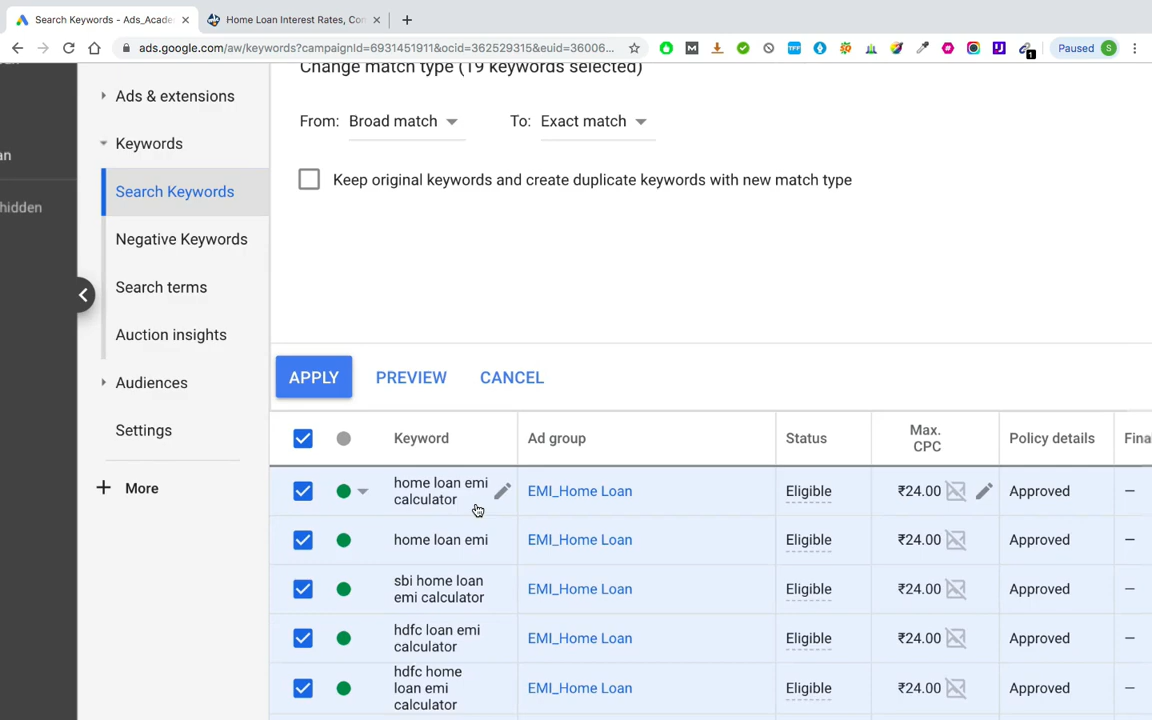 Search Keywords - Ads_Acade
Home Loan Interest Rates, Con
ads.google.com/aw/keywords?campaignId=6931451911&ocid=362529315&euid=36006...
M
TFF
1
Paused
S
Change match type (19 keywords selected)
Ads & extensions
From: Broad match
To: Exact match
Keywords
an
Keep original keywords and create duplicate keywords with new match type
Search Keywords
hidden
Negative Keywords
Search terms
Auction insights
Audiences
APPLY
PREVIEW
CANCEL
Settings
More
Keyword
Ad group
Status
Max.
CPC
Policy details
Fina
home loan emi
calculator
EMI_Home Loan
Eligible
₹24.00
Approved
—
home loan emi
EMI_Home Loan
Eligible
₹24.00
Approved
—
sbi home loan
emi calculator
EMI_Home Loan
Eligible
₹24.00
Approved
—
hdfc loan emi
calculator
EMI_Home Loan
Eligible
₹24.00
Approved
—
hdfc home
loan emi
calculator
EMI_Home Loan
Eligible
₹24.00
Approved
—